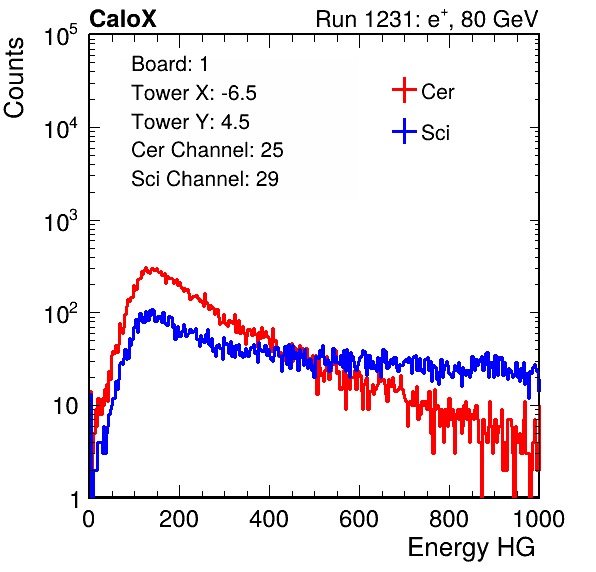 CaloX Run 1231: e⁺, 80 GeV
Counts
10⁵
10⁴
10³
10²
10
1
Board: 1
Tower X: -6.5
Tower Y: 4.5
Cer Channel: 25
Sci Channel: 29
Cer
Sci
0 200 400 600 800 1000
Energy HG